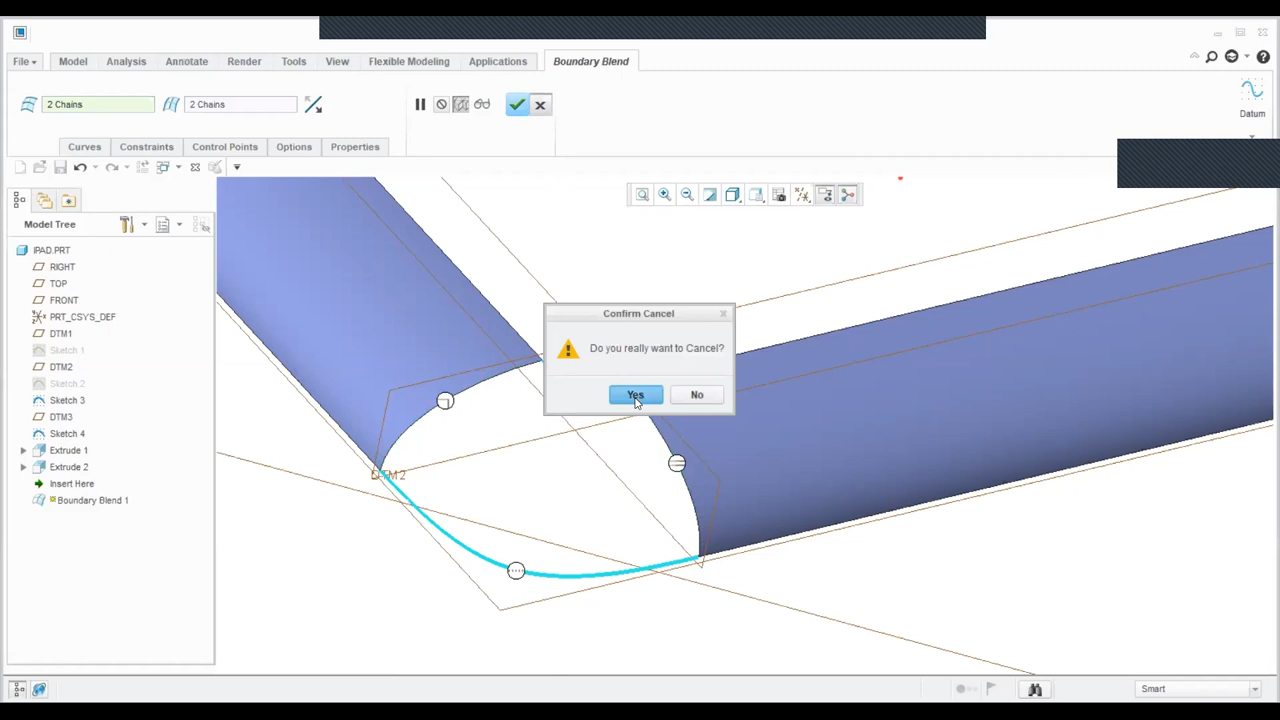 File
Model
Analysis
Annotate
Render
Tools
View
Flexible Modeling
Applications
Boundary Blend
2 Chains
2 Chains
Datum
Curves
Constraints
Control Points
Options
Properties
Model Tree
IPAD.PRT
RIGHT
TOP
FRONT
PRT_CSYS_DEF
DTM1
Sketch 1
DTM2
Sketch 2
Sketch 3
DTM3
Sketch 4
Extrude 1
Extrude 2
Insert Here
Boundary Blend 1
Confirm Cancel
Do you really want to Cancel?
Yes
No
Smart